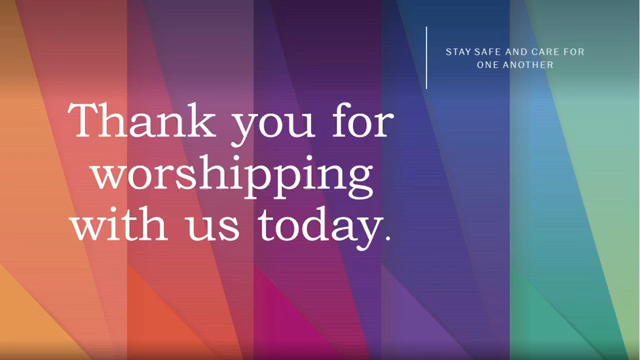 Thank you for
worshipping
with us today.
STAY SAFE AND CARE FOR
ONE ANOTHER